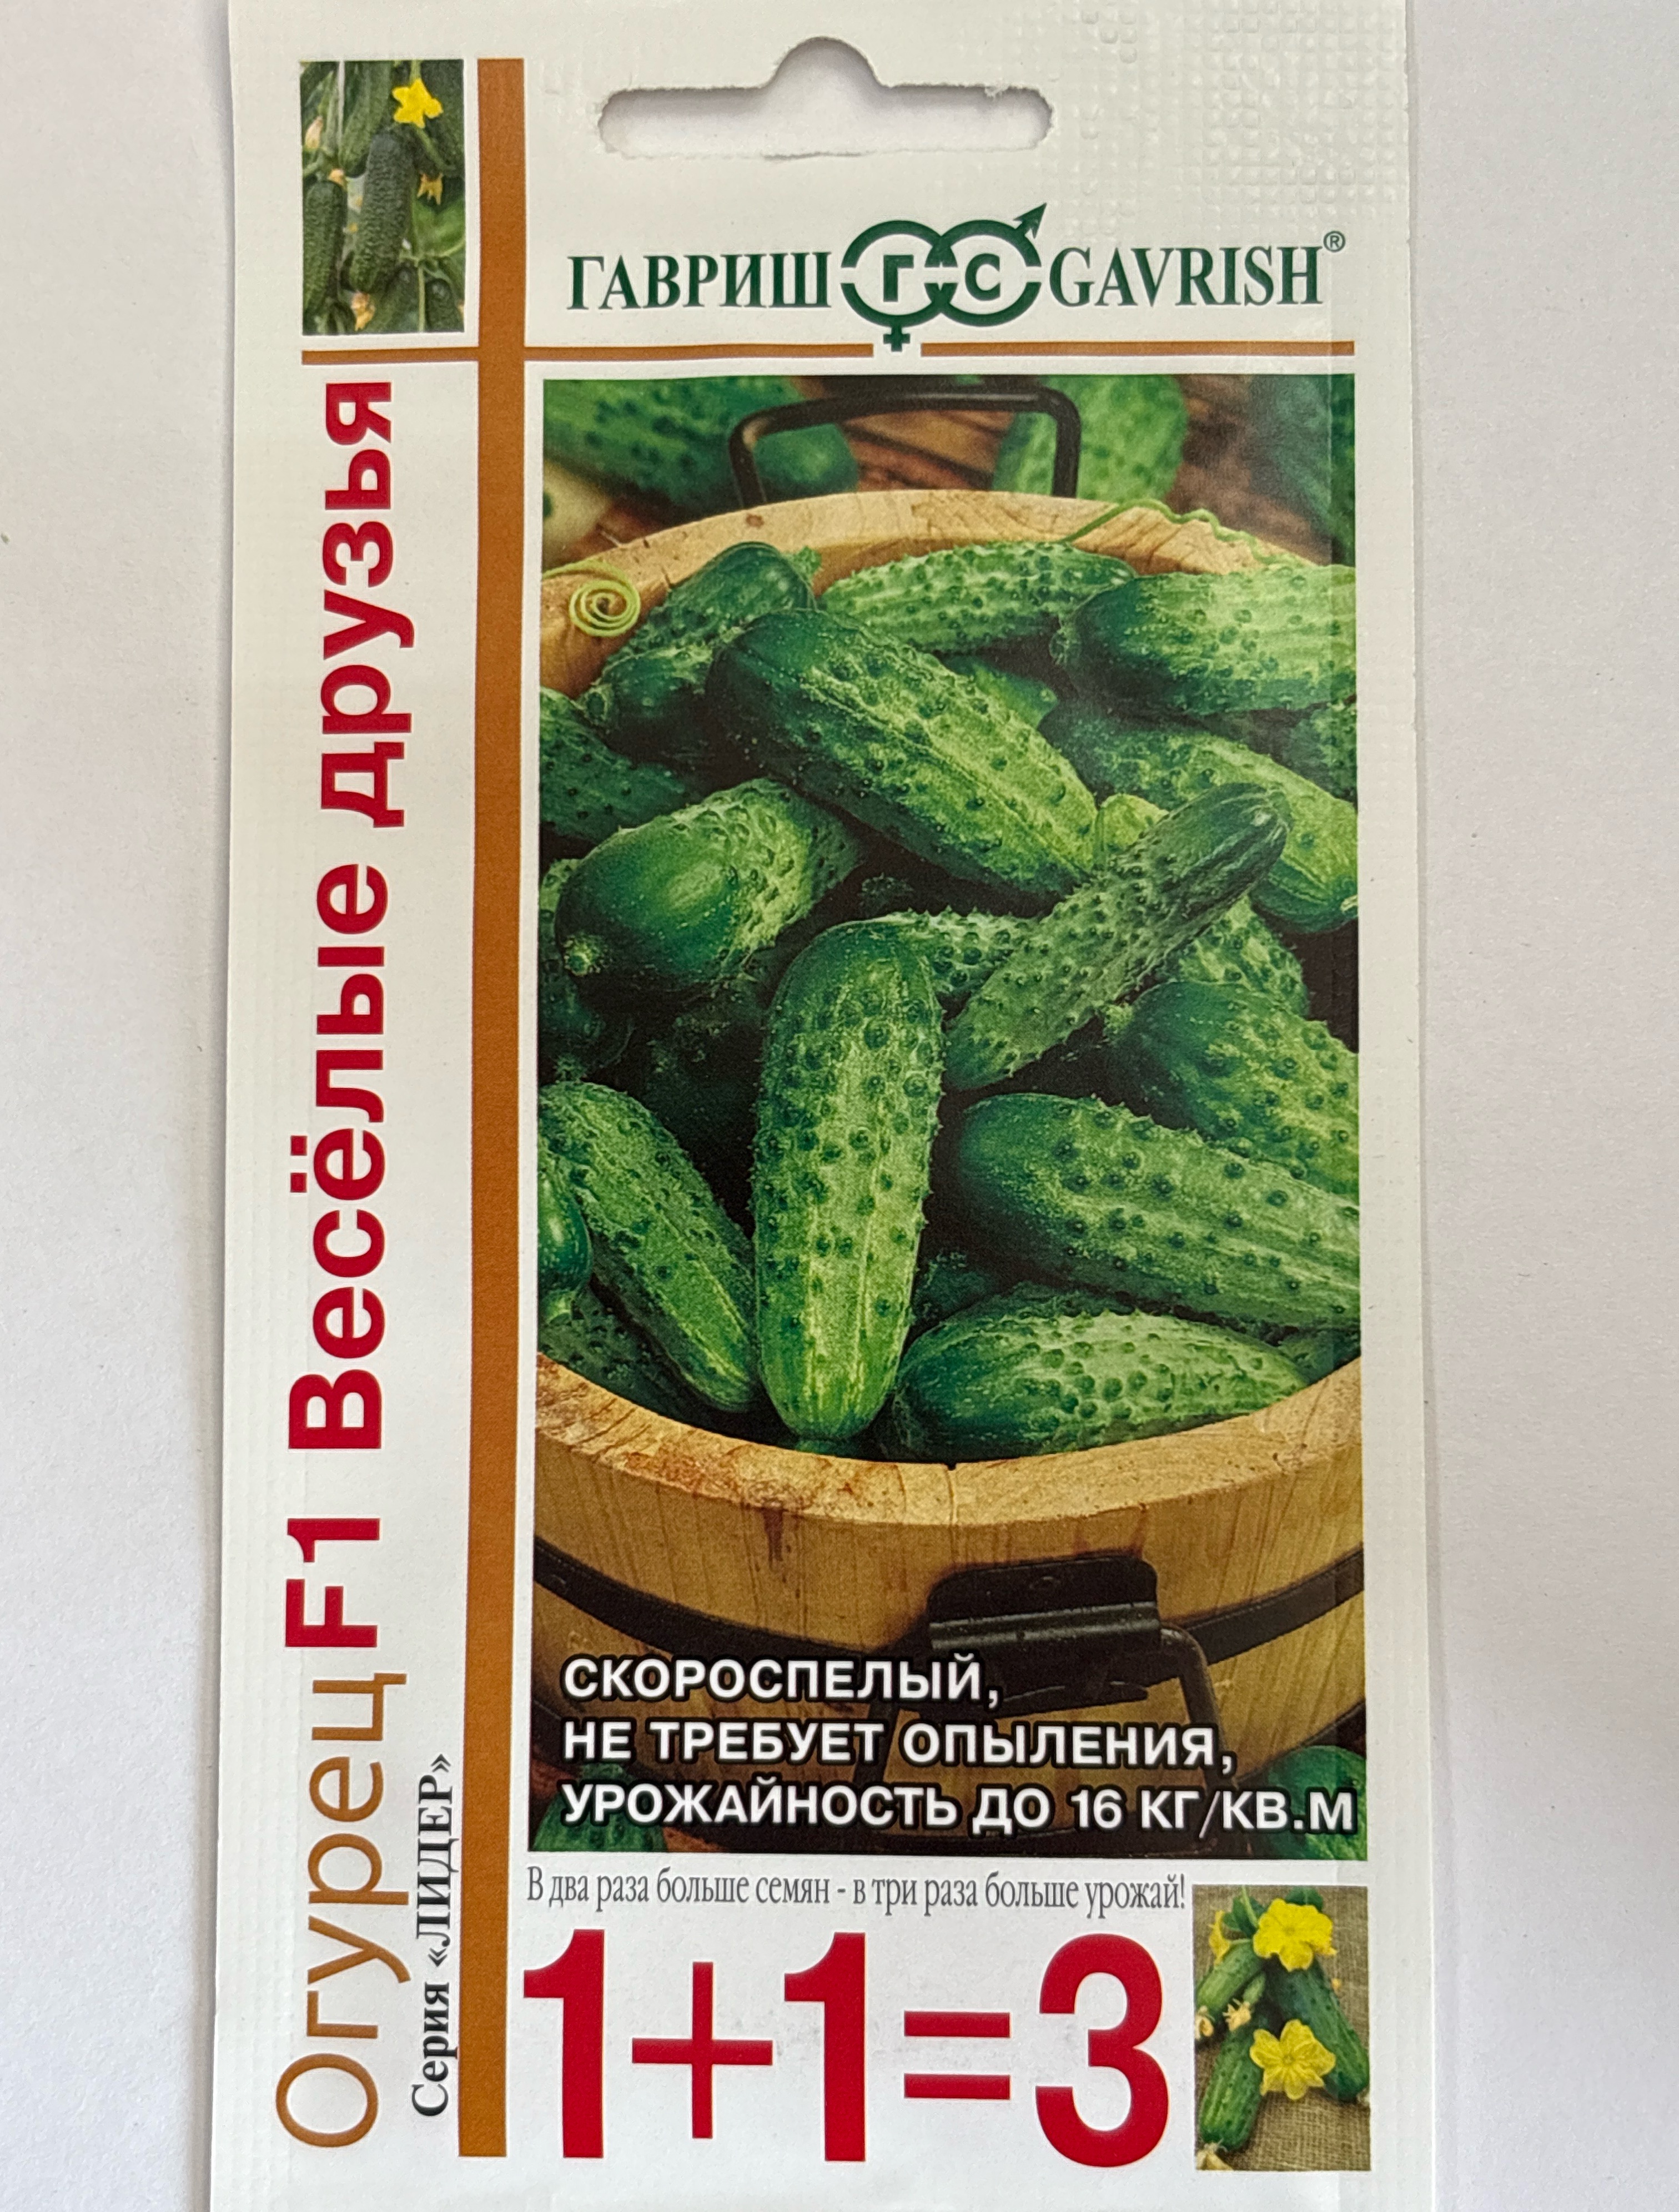 ГАВРИШ ГС GAVRISH®
Огурец F1 Весёлые друзья
Серия «ЛИДЕР»
СКОРОСПЕЛЫЙ,
НЕ ТРЕБУЕТ ОПЫЛЕНИЯ,
УРОЖАЙНОСТЬ ДО 16 КГ/КВ.М
В два раза больше семян - в три раза больше урожай!
1+1=3